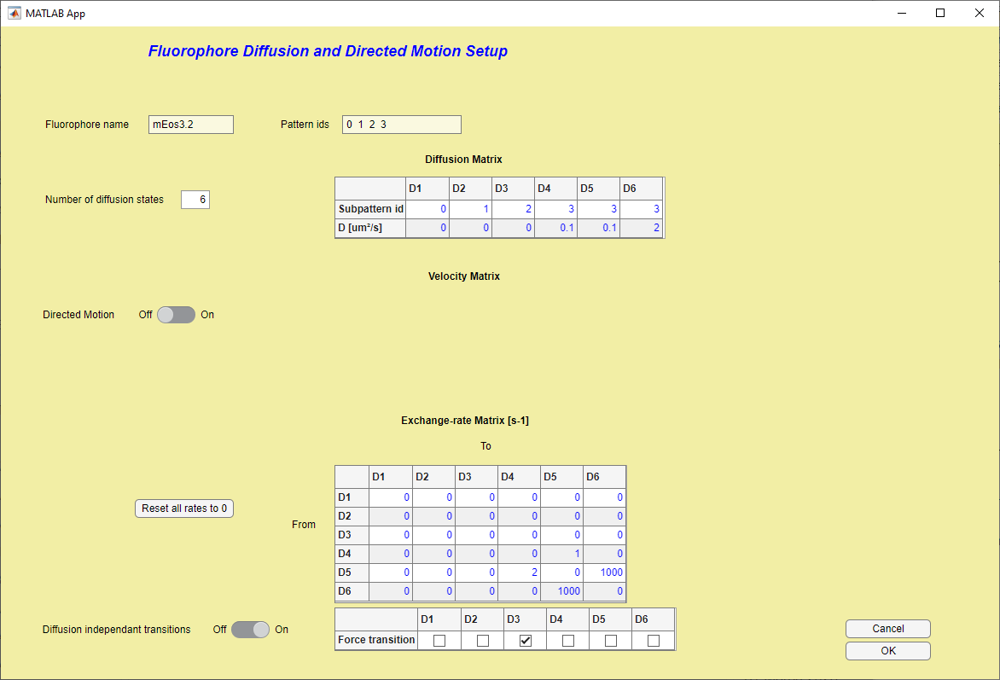 MATLAB App
Fluorophore Diffusion and Directed Motion Setup
Fluorophore name mEos3.2 Pattern ids 0 1 2 3
Diffusion Matrix
D1 D2 D3 D4 D5 D6
Number of diffusion states 6
Subpattern id 0 1 2 3 3 3
D [um²/s] 0 0 0 0.1 0.1 2
Velocity Matrix
Directed Motion Off On
Exchange-rate Matrix [s-1]
To
D1 D2 D3 D4 D5 D6
D1 0 0 0 0 0 0
Reset all rates to 0
D2 0 0 0 0 0 0
From
D3 0 0 0 0 0 0
D4 0 0 0 0 1 0
D5 0 0 0 2 0 1000
D6 0 0 0 0 1000 0
D1 D2 D3 D4 D5 D6
Diffusion independant transitions Off On
Force transition
Cancel
OK